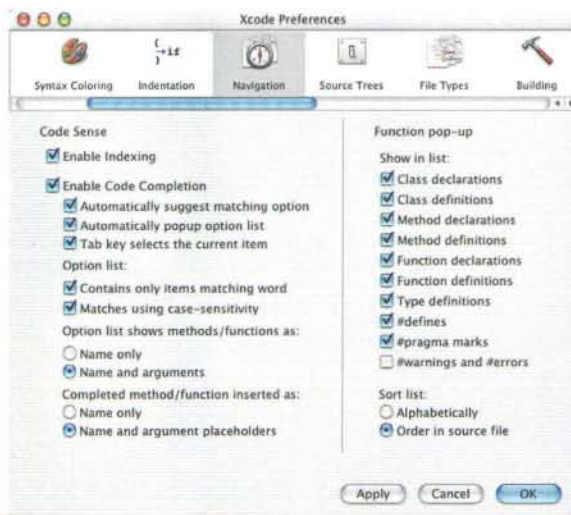 Xcode Preferences
{
→if
}
Syntax Coloring
Indentation
Navigation
Source Trees
File Types
Building
Code Sense
Enable Indexing
Enable Code Completion
Automatically suggest matching option
Automatically popup option list
Tab key selects the current item
Option list:
Contains only items matching word
Matches using case-sensitivity
Option list shows methods/functions as:
Name only
Name and arguments
Completed method/function inserted as:
Name only
Name and argument placeholders
Function pop-up
Show in list:
Class declarations
Class definitions
Method declarations
Method definitions
Function declarations
Function definitions
Type definitions
#defines
#pragma marks
#warnings and #errors
Sort list:
Alphabetically
Order in source file
Apply
Cancel
OK